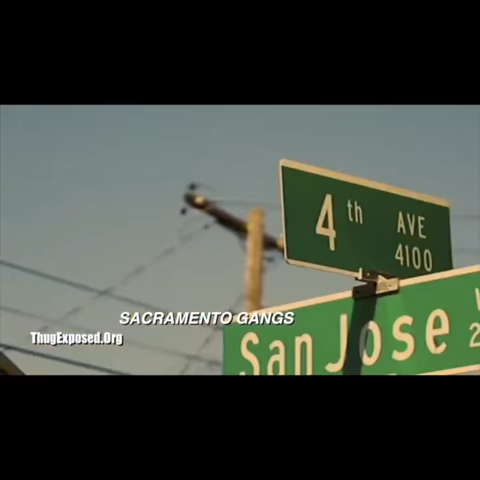 4th AVE
4100
SACRAMENTO GANGS
San Jose
ThugExposed.Org